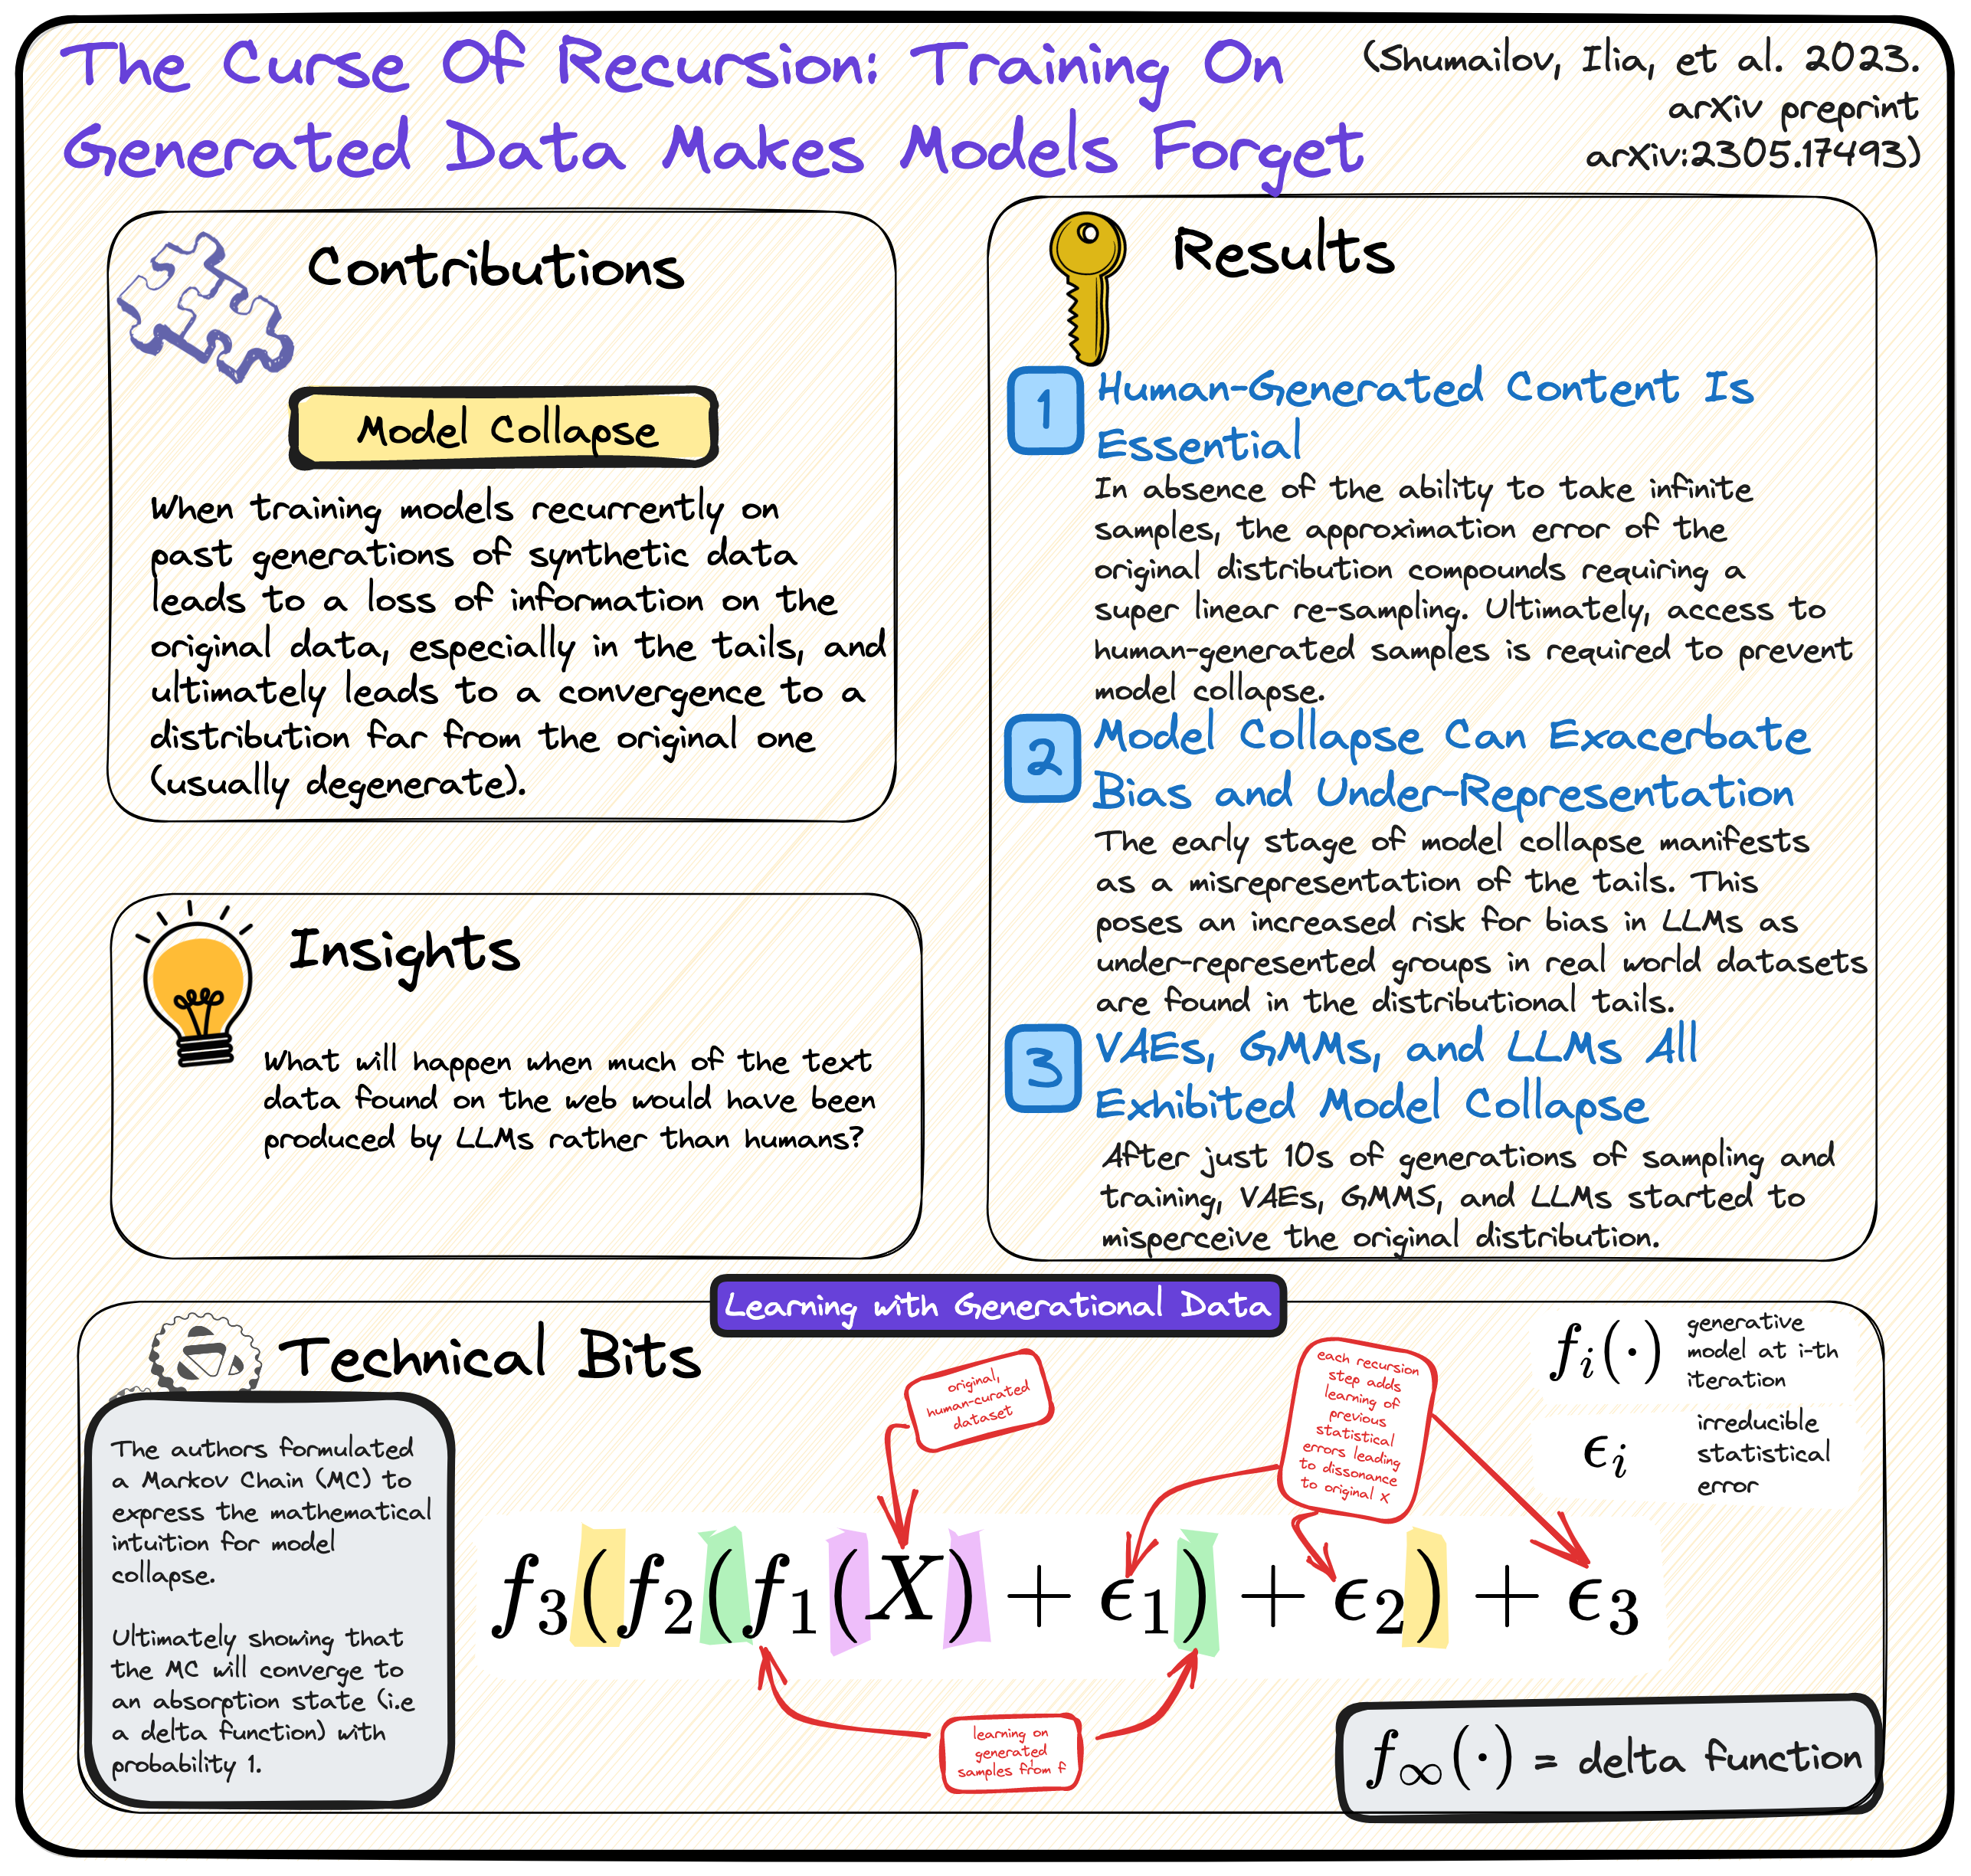 The Curse Of Recursion: Training On
Generated Data Makes Models Forget
(Shumailov, Ilia, et al. 2023.
arXiv preprint
arXiv:2305.17493)
Contributions
Model Collapse
When training models recurrently on
past generations of synthetic data
leads to a loss of information on the
original data, especially in the tails, and
ultimately leads to a convergence to a
distribution far from the original one
(usually degenerate).
Insights
What will happen when much of the text
data found on the web would have been
produced by LLMs rather than humans?
Results
1
Human-Generated Content Is
Essential
In absence of the ability to take infinite
samples, the approximation error of the
original distribution compounds requiring a
super linear re-sampling. Ultimately, access to
human-generated samples is required to prevent
model collapse.
2
Model Collapse Can Exacerbate
Bias and Under-Representation
The early stage of model collapse manifests
as a misrepresentation of the tails. This
poses an increased risk for bias in LLMs as
under-represented groups in real world datasets
are found in the distributional tails.
3
VAEs, GMMs, and LLMs All
Exhibited Model Collapse
After just 10s of generations of sampling and
training, VAEs, GMMS, and LLMs started to
misperceive the original distribution.
Learning with Generational Data
Technical Bits
The authors formulated
a Markov Chain (MC) to
express the mathematical
intuition for model
collapse.
Ultimately showing that
the MC will converge to
an absorption state (i.e
a delta function) with
probability 1.
original,
human-curated
dataset
each recursion
step adds
learning of
previous
statistical
errors leading
to dissonance
to original X
f_i(·)
generative
model at i-th
iteration
ϵ_i
irreducible
statistical
error
f_3(f_2(f_1(X) + ϵ_1) + ϵ_2) + ϵ_3
learning on
generated
samples from f
f_∞(·) = delta function